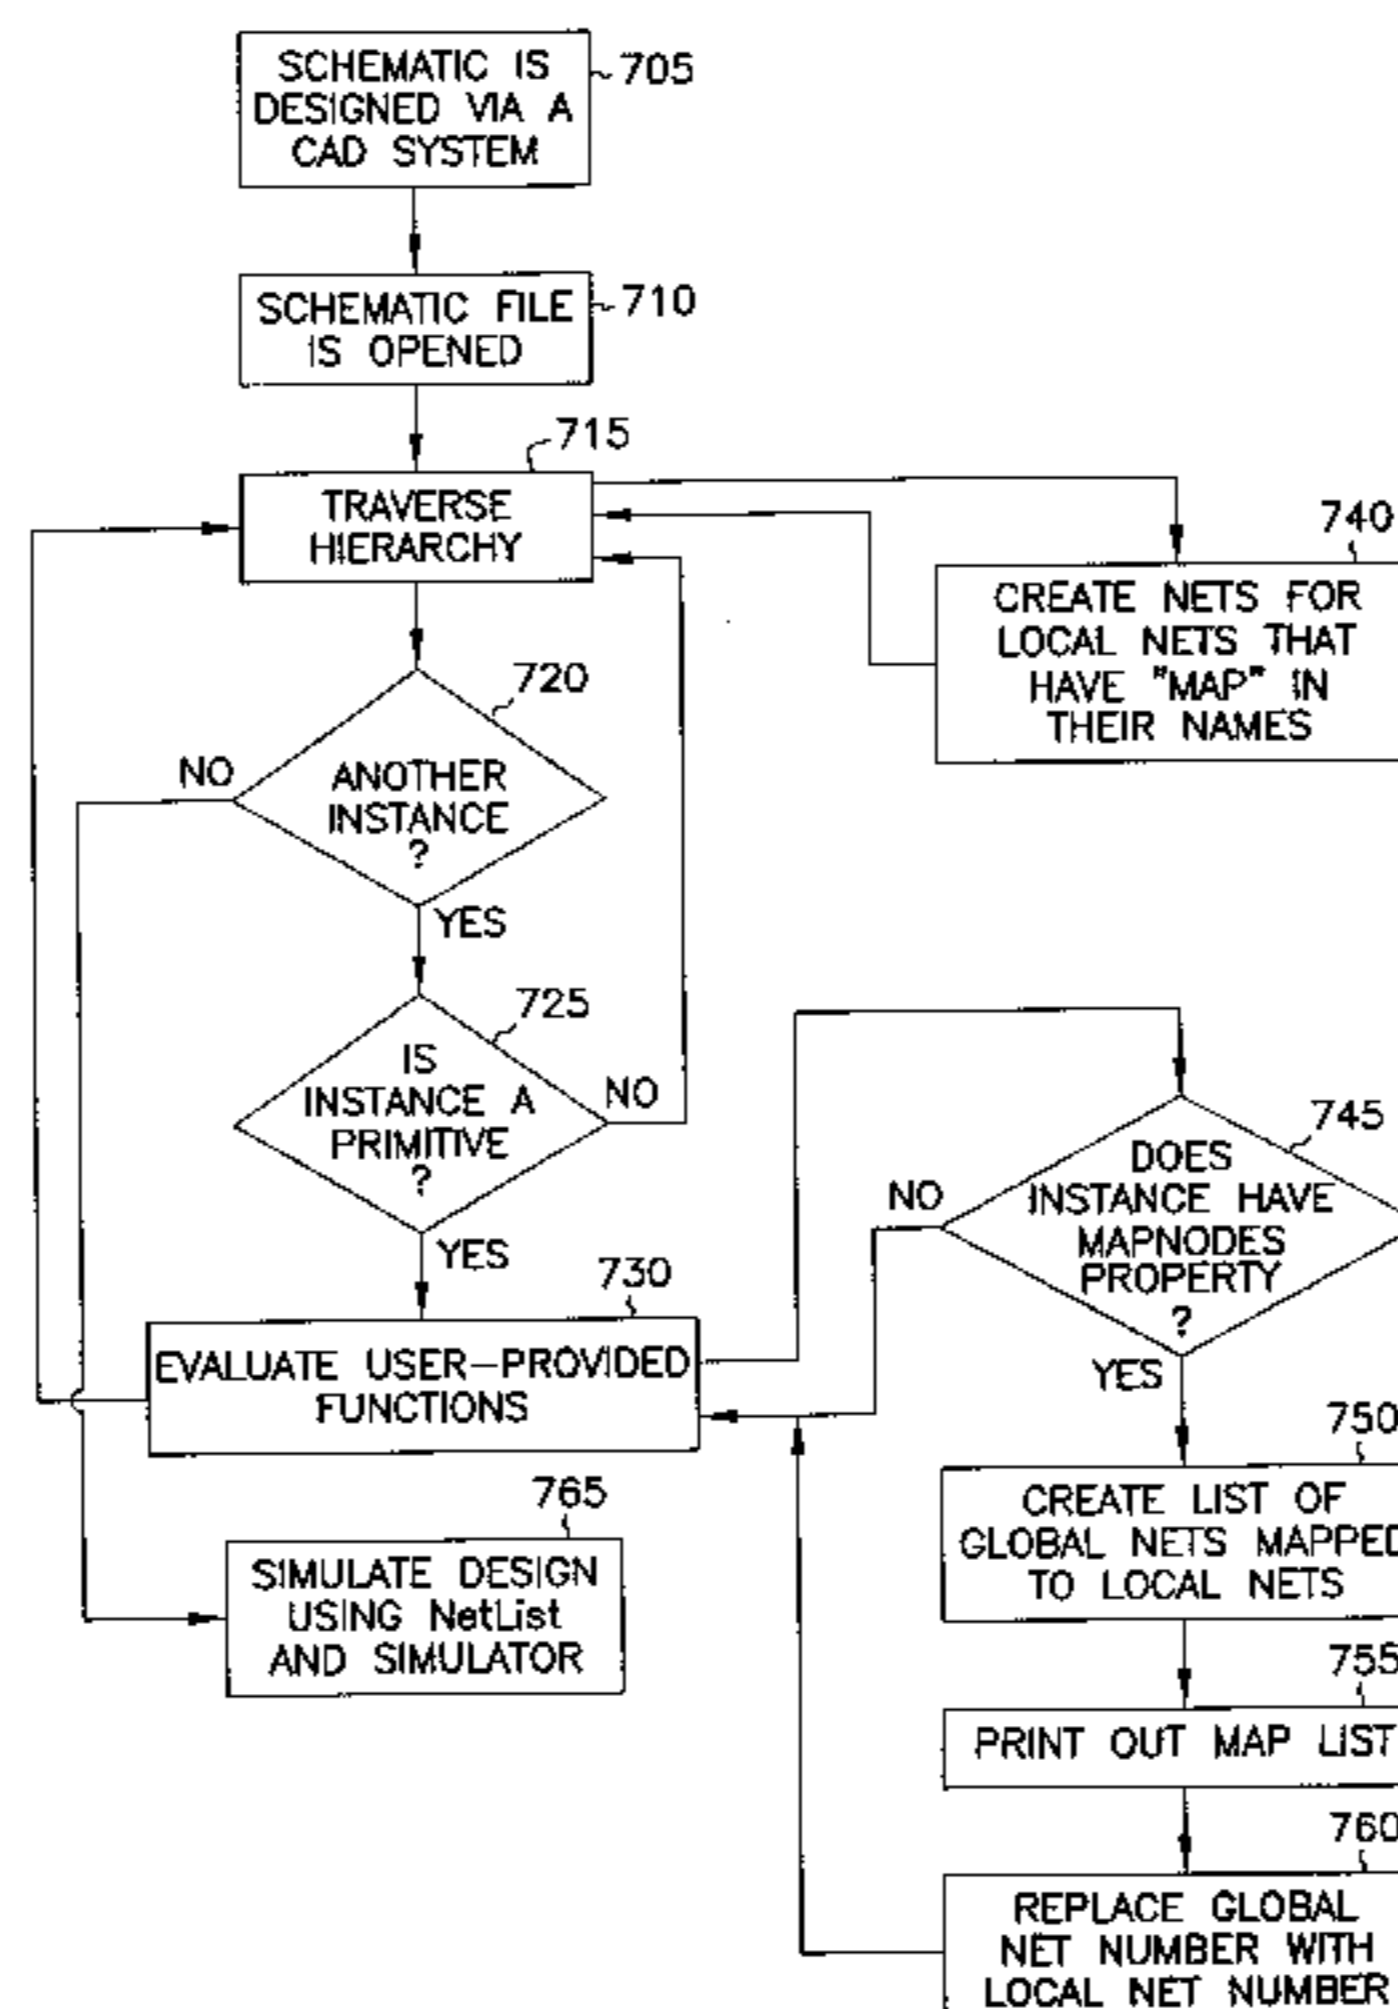 SCHEMATIC IS
DESIGNED VIA A
CAD SYSTEM
705
SCHEMATIC FILE
IS OPENED
710
715
TRAVERSE
HIERARCHY
740
CREATE NETS FOR
LOCAL NETS THAT
HAVE "MAP" IN
THEIR NAMES
720
NO
ANOTHER
INSTANCE
?
YES
725
IS
INSTANCE A
PRIMITIVE
?
NO
YES
730
EVALUATE USER-PROVIDED
FUNCTIONS
745
DOES
INSTANCE HAVE
MAPNODES
PROPERTY
?
NO
YES
750
CREATE LIST OF
GLOBAL NETS MAPPED
TO LOCAL NETS
765
SIMULATE DESIGN
USING NetList
AND SIMULATOR
755
PRINT OUT MAP LIST
760
REPLACE GLOBAL
NET NUMBER WITH
LOCAL NET NUMBER